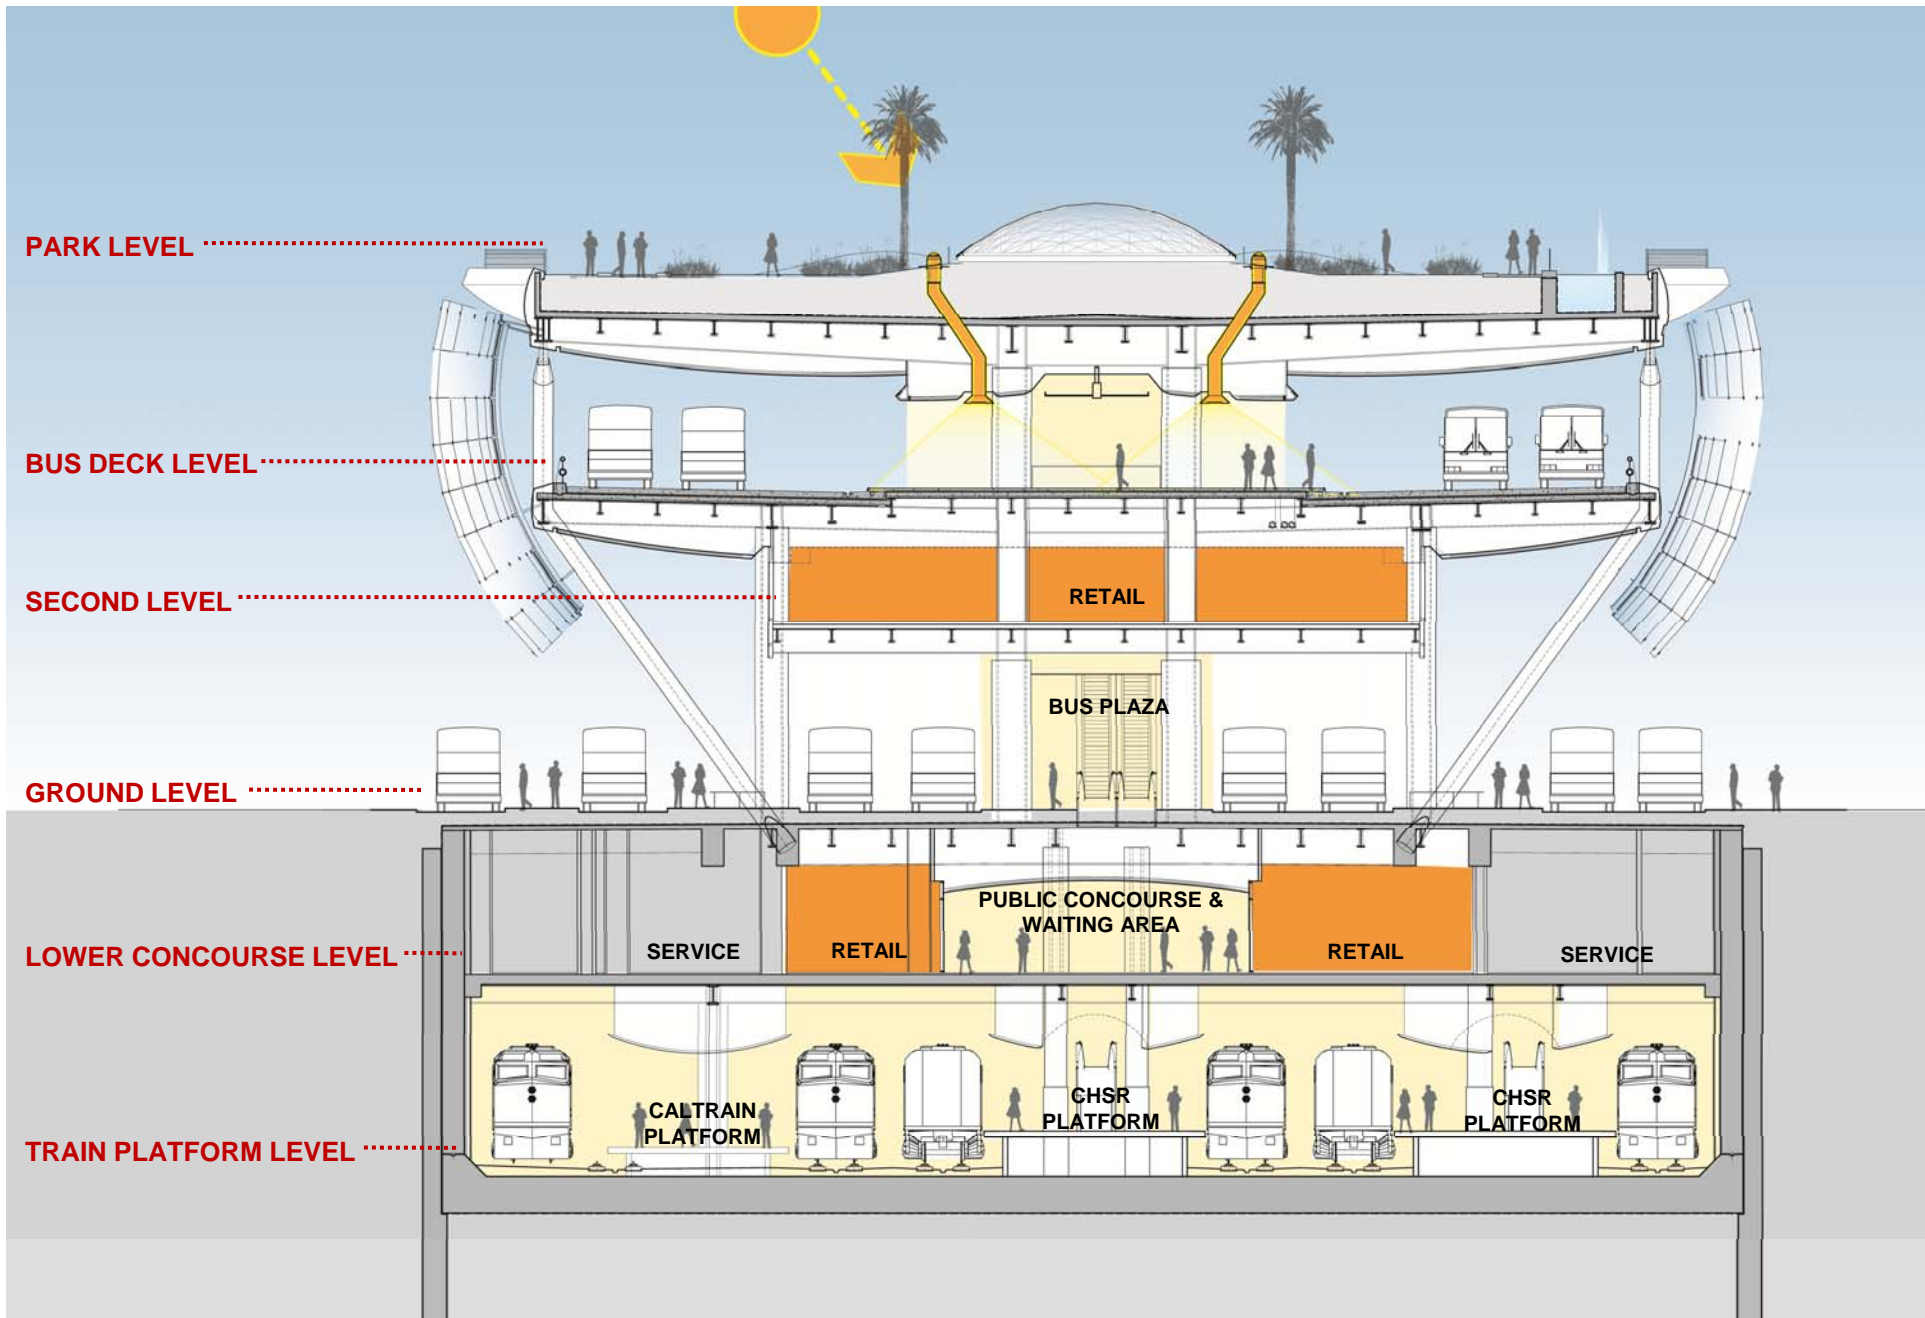 PARK LEVEL
BUS DECK LEVEL
SECOND LEVEL
RETAIL
BUS PLAZA
GROUND LEVEL
PUBLIC CONCOURSE &
WAITING AREA
LOWER CONCOURSE LEVEL
SERVICE
RETAIL
RETAIL
SERVICE
CALTRAIN
PLATFORM
CHSR
PLATFORM
CHSR
PLATFORM
TRAIN PLATFORM LEVEL